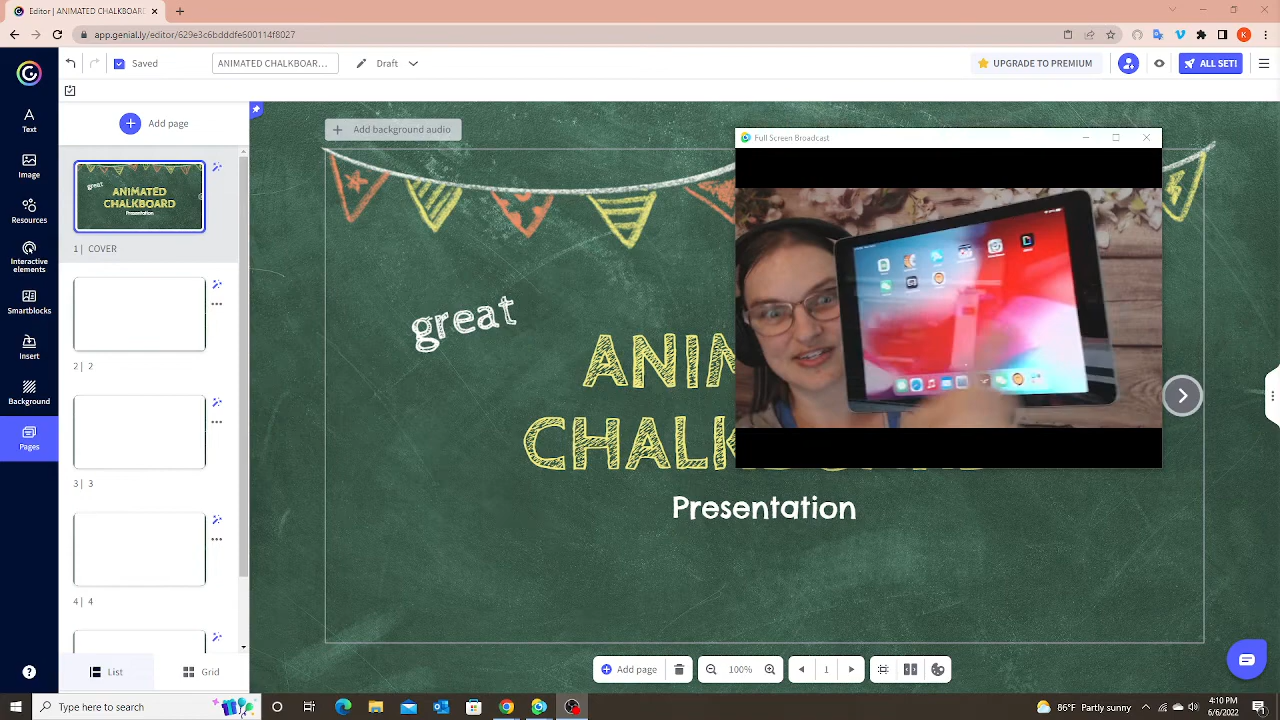 Editor | ANIMATED CHALKBOARD
app.genial.ly/editor/629e3c6bdddfe600114f8027
Saved
ANIMATED CHALKBOAR...
Draft
UPGRADE TO PREMIUM
ALL SET!
Text
Image
Resources
Interactive
elements
Smartblocks
Insert
Background
Pages
Add page
great
ANIMATED
CHALKBOARD
Presentation
1 | COVER
2 | 2
3 | 3
4 | 4
List
Grid
Add background audio
Full Screen Broadcast
great
ANIM
CHALK
Presentation
Add page
100%
1
Type here to search
86°F Partly sunny
4:10 PM
6/6/2022